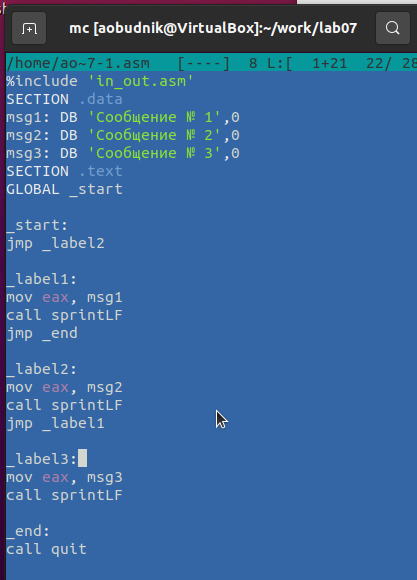 mc [aobudnik@VirtualBox]:~/work/lab07
/home/ao~7-1.asm [----] 8 L:[ 1+21 22/ 28
%include 'in_out.asm'
SECTION .data
msg1: DB 'Сообщение № 1',0
msg2: DB 'Сообщение № 2',0
msg3: DB 'Сообщение № 3',0
SECTION .text
GLOBAL _start

_start:
jmp _label2

_label1:
mov eax, msg1
call sprintLF
jmp _end

_label2:
mov eax, msg2
call sprintLF
jmp _label1

_label3:
mov eax, msg3
call sprintLF

_end:
call quit